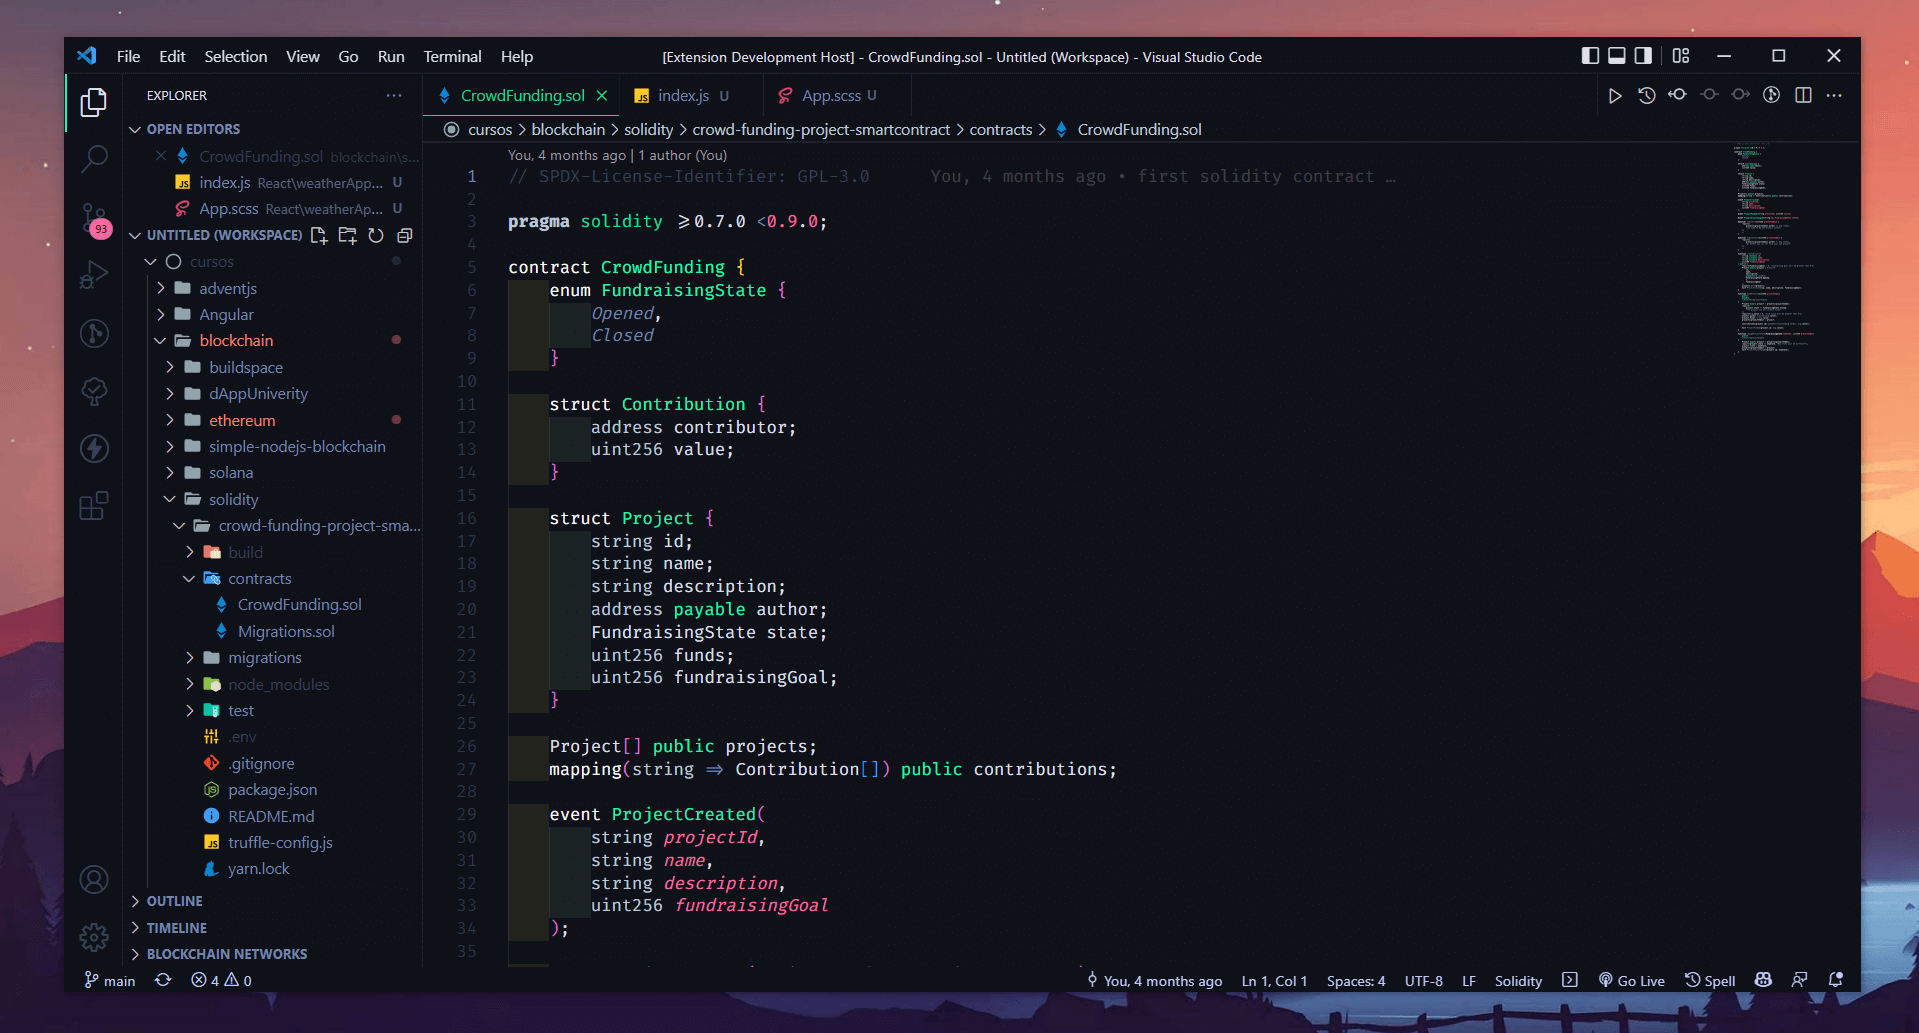 File Edit Selection View Go Run Terminal Help
[Extension Development Host] - CrowdFunding.sol - Untitled (Workspace) - Visual Studio Code
EXPLORER
OPEN EDITORS
CrowdFunding.sol blockchain\s...
index.js React\weatherApp... U
App.scss React\weatherApp... U
93
UNTITLED (WORKSPACE)
cursos
adventjs
Angular
blockchain
buildspace
dAppUniverity
ethereum
simple-nodejs-blockchain
solana
solidity
crowd-funding-project-sma...
build
contracts
CrowdFunding.sol
Migrations.sol
migrations
node_modules
test
.env
.gitignore
package.json
README.md
truffle-config.js
yarn.lock
OUTLINE
TIMELINE
BLOCKCHAIN NETWORKS
CrowdFunding.sol
index.js U
App.scss U
cursos > blockchain > solidity > crowd-funding-project-smartcontract > contracts > CrowdFunding.sol
You, 4 months ago | 1 author (You)
1 // SPDX-License-Identifier: GPL-3.0 You, 4 months ago • first solidity contract …
2
3 pragma solidity >=0.7.0 <0.9.0;
4
5 contract CrowdFunding {
6 enum FundraisingState {
7 Opened,
8 Closed
9 }
10
11 struct Contribution {
12 address contributor;
13 uint256 value;
14 }
15
16 struct Project {
17 string id;
18 string name;
19 string description;
20 address payable author;
21 FundraisingState state;
22 uint256 funds;
23 uint256 fundraisingGoal;
24 }
25
26 Project[] public projects;
27 mapping(string => Contribution[]) public contributions;
28
29 event ProjectCreated(
30 string projectId,
31 string name,
32 string description,
33 uint256 fundraisingGoal
34 );
35
main 4 0 You, 4 months ago Ln 1, Col 1 Spaces: 4 UTF-8 LF Solidity Go Live Spell